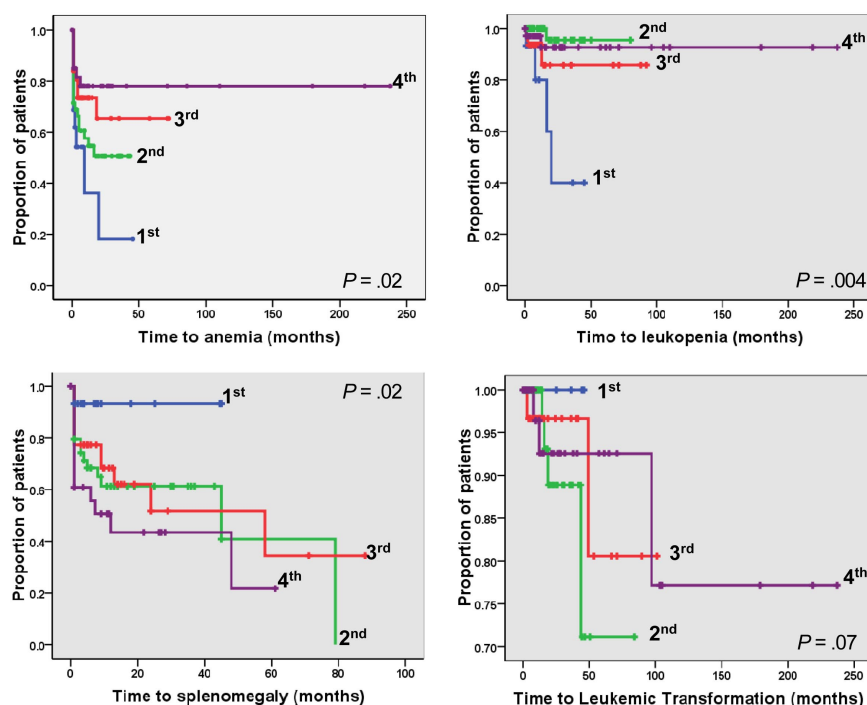 Proportion of patients
1.0
0.8
0.6
0.4
0.2
0.0
4th
3rd
2nd
1st
P = .02
0 50 100 150 200 250
Time to anemia (months)
Proportion of patients
1.0
0.8
0.6
0.4
0.2
0.0
2nd
4th
3rd
1st
P = .004
0 50 100 150 200 250
Timo to leukopenia (months)
Proportion of patients
1.0
0.8
0.6
0.4
0.2
0.0
1st
P = .02
3rd
4th
2nd
0 20 40 60 80 100
Time to splenomegaly (months)
Proportion of patients
1.00
0.95
0.90
0.85
0.80
0.75
0.70
1st
3rd
4th
2nd
P = .07
0 50 100 150 200 250
Time to Leukemic Transformation (months)